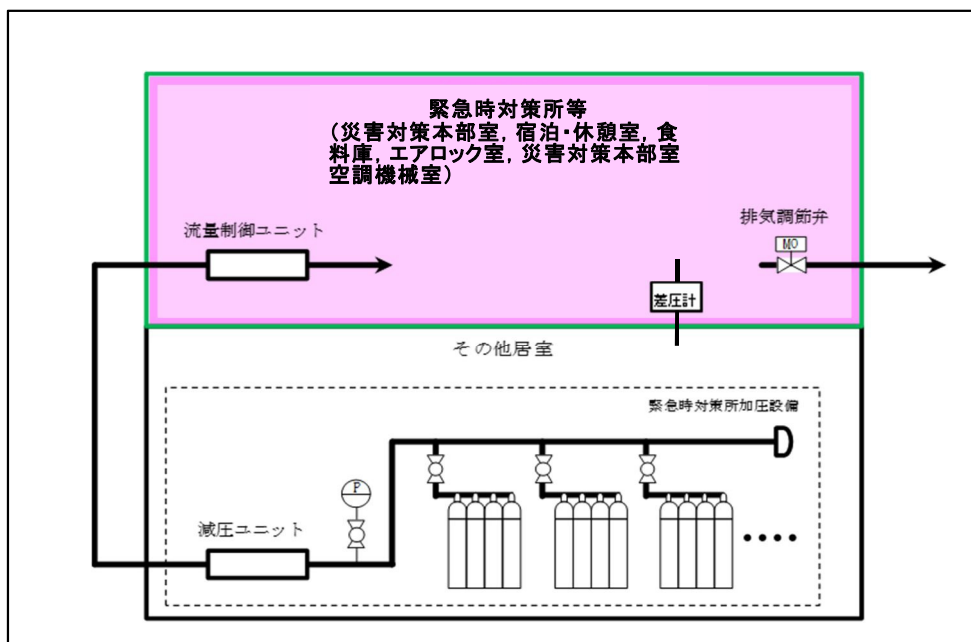 緊急時対策所等
（災害対策本部室，宿泊・休憩室，食
料庫，エアロック室，災害対策本部室
空調機械室）
排気調節弁
流量制御ユニット
MO
差圧計
その他居室
緊急時対策所加圧設備
P
減圧ユニット